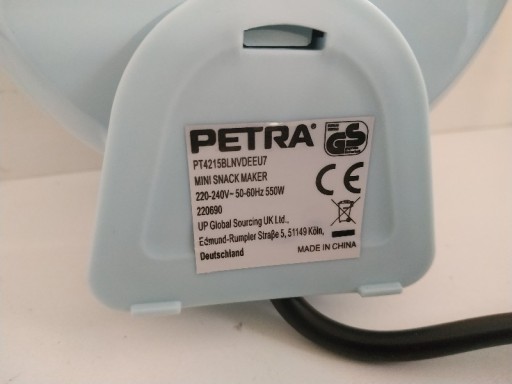 PETRA®
PT4215BLNVDEEU7
MINI SNACK MAKER
220-240V~ 50-60Hz 550W
220690
UP Global Sourcing UK Ltd.,
Edmund-Rumpler Straße 5, 51149 Köln,
Deutschland
GS
CE
MADE IN CHINA